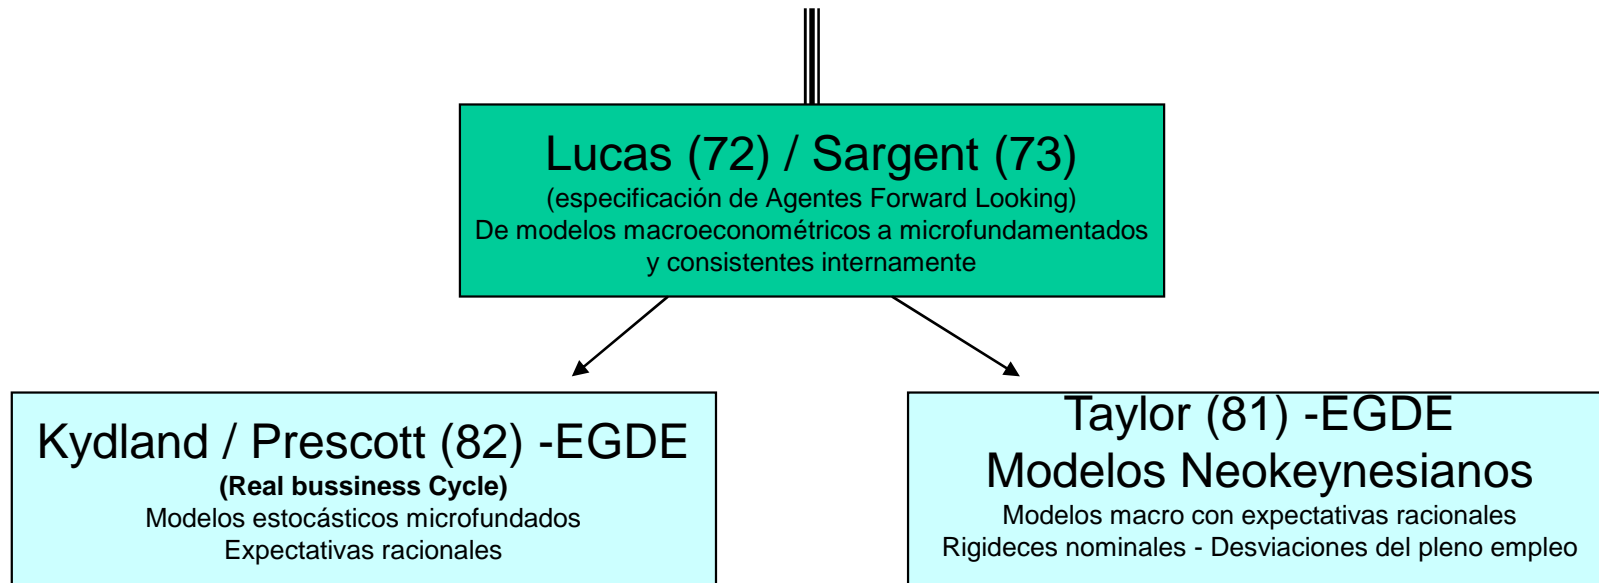 Lucas (72) / Sargent (73)
(especificación de Agentes Forward Looking)
De modelos macroeconométricos a microfundamentados
y consistentes internamente
Kydland / Prescott (82) -EGDE
(Real bussiness Cycle)
Modelos estocásticos microfundados
Expectativas racionales
Taylor (81) -EGDE
Modelos Neokeynesianos
Modelos macro con expectativas racionales
Rigideces nominales - Desviaciones del pleno empleo